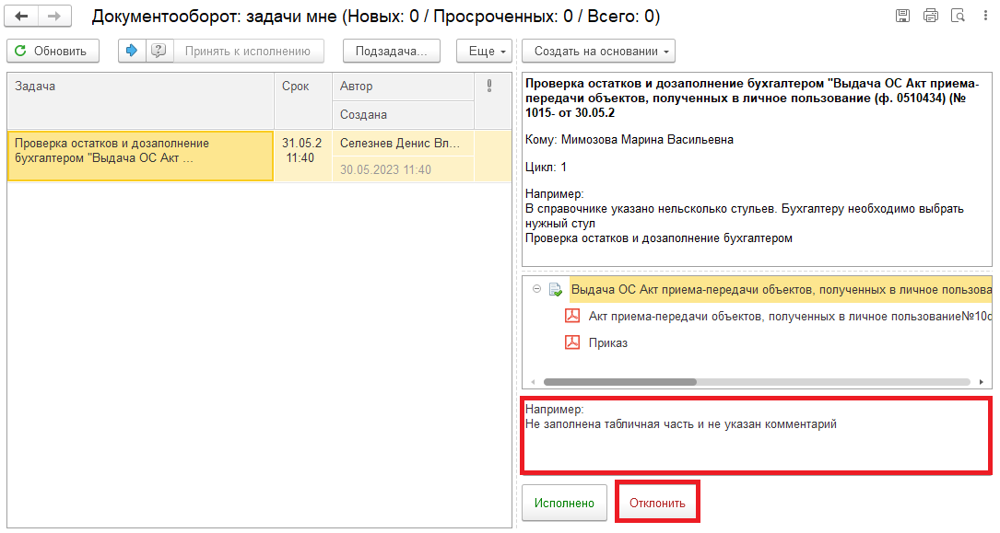 Документооборот: задачи мне (Новых: 0 / Просроченных: 0 / Всего: 0)
Обновить
Принять к исполнению
Подзадача...
Еще
Создать на основании
Задача
Срок
Автор
Создана
Проверка остатков и дозаполнение
бухгалтером "Выдача ОС Акт ...
31.05.2
11:40
Селезнев Денис Вл...
30.05.2023 11:40
Проверка остатков и дозаполнение бухгалтером "Выдача ОС Акт приема-
передачи объектов, полученных в личное пользование (ф. 0510434) (№
1015- от 30.05.2
Кому: Мимозова Марина Васильевна
Цикл: 1
Например:
В справочнике указано нельсколько стульев. Бухгалтеру необходимо выбрать
нужный стул
Проверка остатков и дозаполнение бухгалтером
Выдача ОС Акт приема-передачи объектов, полученных в личное пользова
Акт приема-передачи объектов, полученных в личное пользование№10с
Приказ
Например:
Не заполнена табличная часть и не указан комментарий
Исполнено
Отклонить